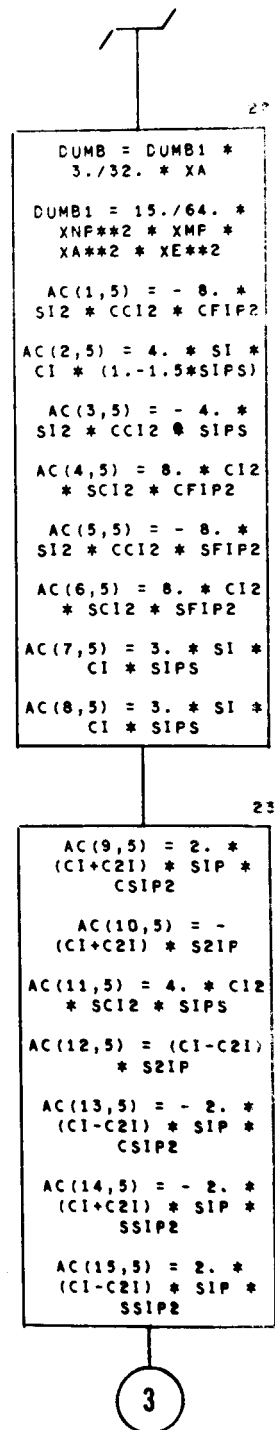 DUMB = DUMB1 *
3./32. * XA
DUMB1 = 15./64. *
XNP**2 * XMP *
XA**2 * XE**2
AC(1,5) = - 8. *
SI2 * CCI2 * CFIP2
AC(2,5) = 4. * SI *
CI * (1.-1.5*SIPS)
AC(3,5) = - 4. *
SI2 * CCI2 * SIPS
AC(4,5) = 8. * CI2
* SCI2 * CFIP2
AC(5,5) = - 8. *
SI2 * CCI2 * SFIP2
AC(6,5) = 8. * CI2
* SCI2 * SFIP2
AC(7,5) = 3. * SI *
CI * SIPS
AC(8,5) = 3. * SI *
CI * SIPS
23
AC(9,5) = 2. *
(CI+C2I) * SIP *
CSIP2
AC(10,5) = -
(CI+C2I) * S2IP
AC(11,5) = 4. * CI2
* SCI2 * SIPS
AC(12,5) = (CI-C2I)
* S2IP
AC(13,5) = - 2. *
(CI-C2I) * SIP *
CSIP2
AC(14,5) = - 2. *
(CI+C2I) * SIP *
SSIP2
AC(15,5) = 2. *
(CI-C2I) * SIP *
SSIP2
3